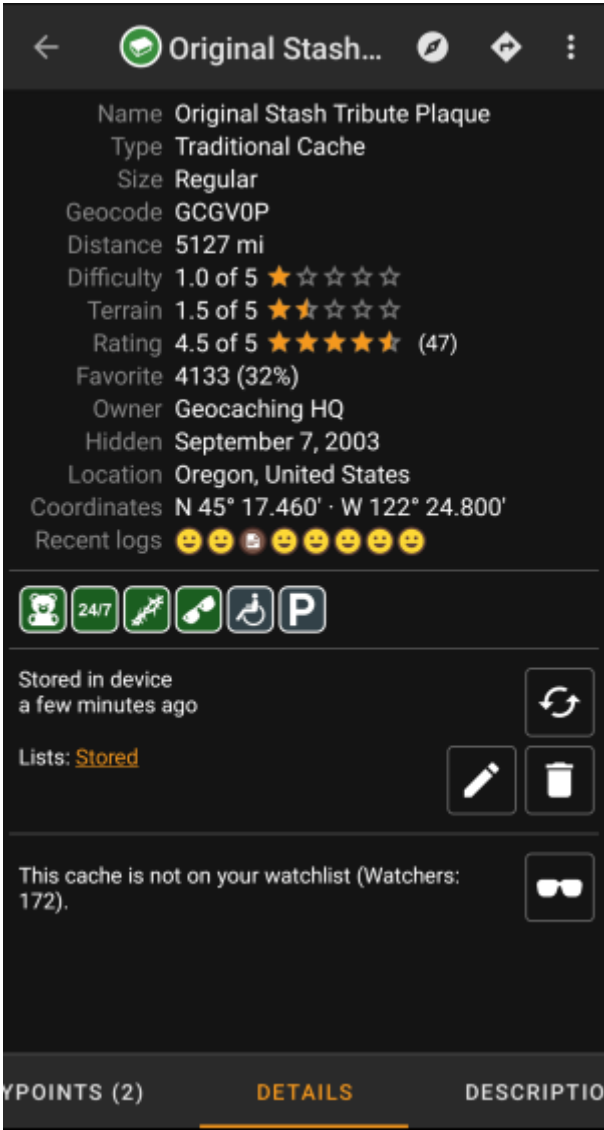 Original Stash...
Name Original Stash Tribute Plaque
Type Traditional Cache
Size Regular
Geocode GCGV0P
Distance 5127 mi
Difficulty 1.0 of 5
Terrain 1.5 of 5
Rating 4.5 of 5 (47)
Favorite 4133 (32%)
Owner Geocaching HQ
Hidden September 7, 2003
Location Oregon, United States
Coordinates N 45° 17.460' · W 122° 24.800'
Recent logs
24/7 P
Stored in device
a few minutes ago
Lists: Stored
This cache is not on your watchlist (Watchers:
172).
YPOINTS (2) DETAILS DESCRIPTIO